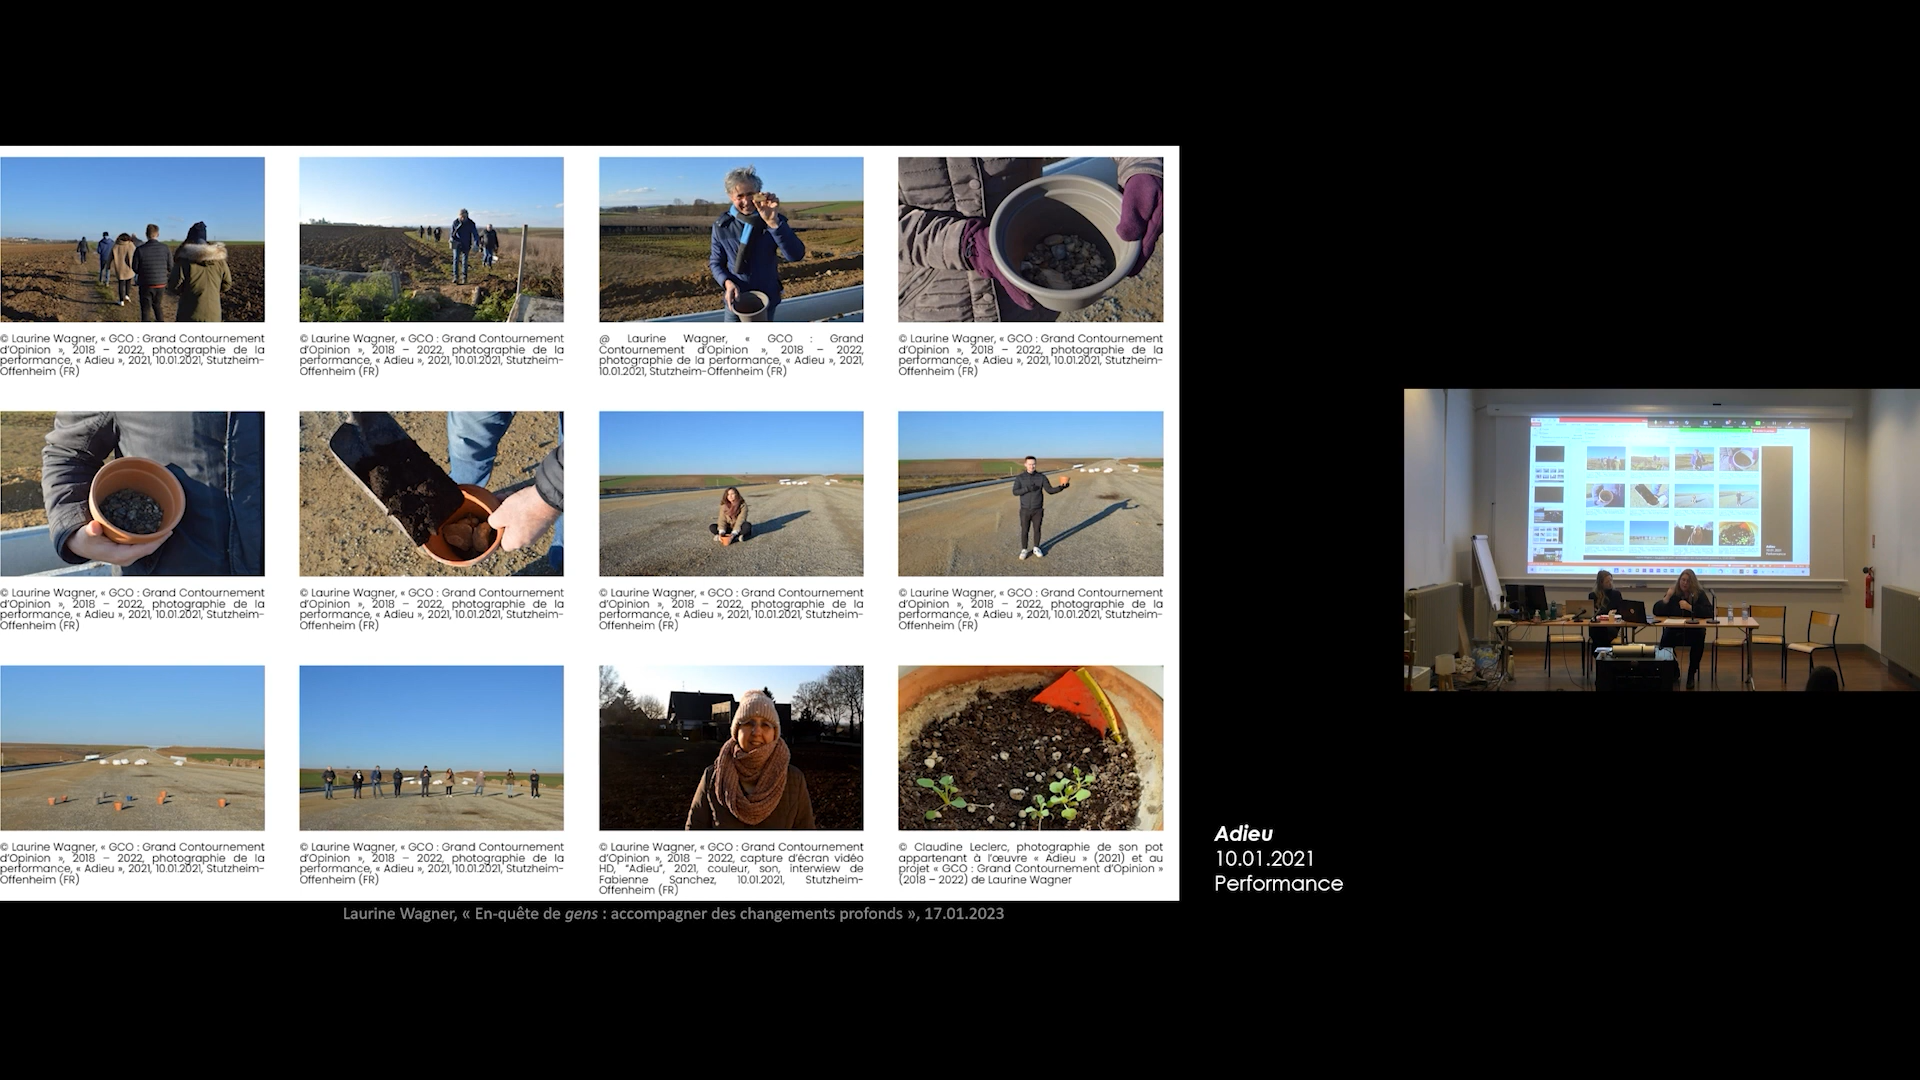 © Laurine Wagner, « GCO : Grand Contournement
d'Opinion », 2018 – 2022, photographie de la
performance, « Adieu », 2021, 10.01.2021, Stutzheim-
Offenheim (FR)
© Laurine Wagner, « GCO : Grand Contournement
d'Opinion », 2018 – 2022, photographie de la
performance, « Adieu », 2021, 10.01.2021, Stutzheim-
Offenheim (FR)
@ Laurine Wagner, « GCO : Grand
Contournement d'Opinion », 2018 – 2022,
photographie de la performance, « Adieu », 2021,
10.01.2021, Stutzheim-Offenheim (FR)
© Laurine Wagner, « GCO : Grand Contournement
d'Opinion », 2018 – 2022, photographie de la
performance, « Adieu », 2021, 10.01.2021, Stutzheim-
Offenheim (FR)
© Laurine Wagner, « GCO : Grand Contournement
d'Opinion », 2018 – 2022, photographie de la
performance, « Adieu », 2021, 10.01.2021, Stutzheim-
Offenheim (FR)
© Laurine Wagner, « GCO : Grand Contournement
d'Opinion », 2018 – 2022, photographie de la
performance, « Adieu », 2021, 10.01.2021, Stutzheim-
Offenheim (FR)
© Laurine Wagner, « GCO : Grand Contournement
d'Opinion », 2018 – 2022, photographie de la
performance, « Adieu », 2021, 10.01.2021, Stutzheim-
Offenheim (FR)
© Laurine Wagner, « GCO : Grand Contournement
d'Opinion », 2018 – 2022, photographie de la
performance, « Adieu », 2021, 10.01.2021, Stutzheim-
Offenheim (FR)
© Laurine Wagner, « GCO : Grand Contournement
d'Opinion », 2018 – 2022, photographie de la
performance, « Adieu », 2021, 10.01.2021, Stutzheim-
Offenheim (FR)
© Laurine Wagner, « GCO : Grand Contournement
d'Opinion », 2018 – 2022, photographie de la
performance, « Adieu », 2021, 10.01.2021, Stutzheim-
Offenheim (FR)
© Laurine Wagner, « GCO : Grand Contournement
d'Opinion », 2018 – 2022, capture d'écran vidéo
HD, "Adieu", 2021, couleur, son, interwiew de
Fabienne Sanchez, 10.01.2021, Stutzheim-
Offenheim (FR)
© Claudine Leclerc, photographie de son pot
appartenant à l'œuvre « Adieu » (2021) et au
projet « GCO : Grand Contournement d'Opinion »
(2018 – 2022) de Laurine Wagner
Adieu
10.01.2021
Performance
Laurine Wagner, « En-quête de gens : accompagner des changements profonds », 17.01.2023